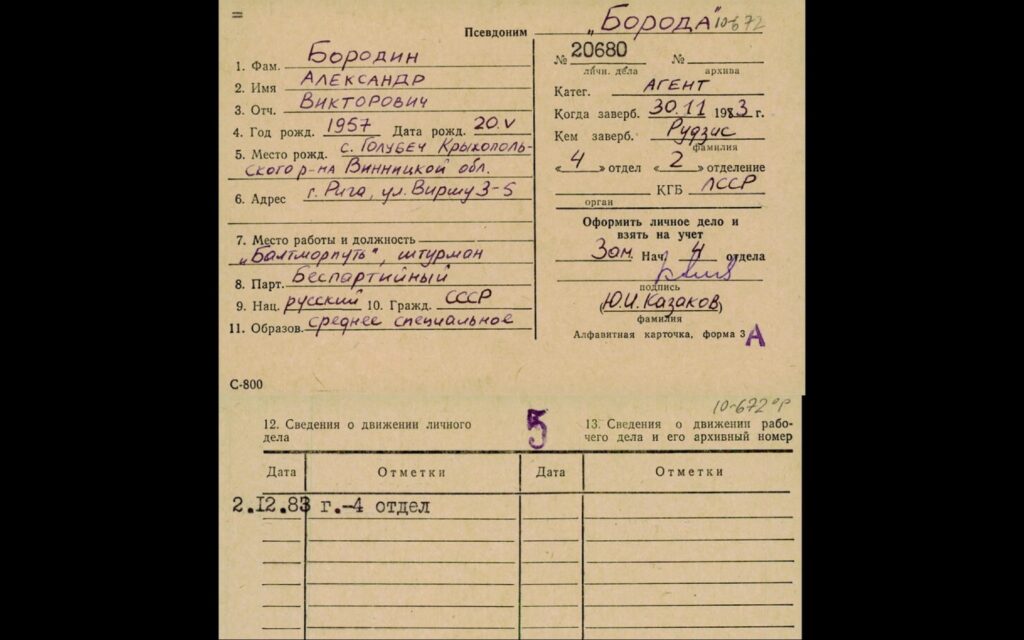 =
Псевдоним „Борода" 10-672
1. Фам. Бородин
2. Имя Александр
3. Отч. Викторович
4. Год рожд. 1957 Дата рожд. 20.V
5. Место рожд. с. Голубеч Крыжополь-
ского р-на Винницкой обл.
6. Адрес г. Рига, ул. Виршу 3-5
7. Место работы и должность
„Балтморпуть", штурман
8. Парт. Беспартийный
9. Нац. русский 10. Гражд. СССР
11. Образов. среднее специальное
№ 20680 №
личн. дела архива
Катег. Агент
Когда заверб. 30.11 1983 г.
Кем заверб. Рудзис
фамилия
«4» отдел «2» отделение
КГБ ЛССР
орган
Оформить личное дело и
взять на учет
Зам. Нач. 4 отдела
подпись
(Ю.И. Казаков)
фамилия
Алфавитная карточка, форма 3 А
С-800
10-672
12. Сведения о движении личного
дела
5
13. Сведения о движении рабо-
чего дела и его архивный номер
Дата Отметки Дата Отметки
2.12.83 г.-4 отдел